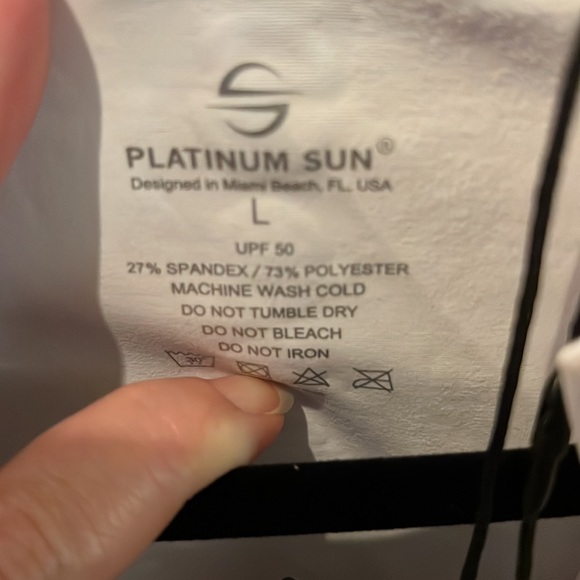 PLATINUM SUN®
Designed in Miami Beach, FL, USA
L
UPF 50
27% SPANDEX / 73% POLYESTER
MACHINE WASH COLD
DO NOT TUMBLE DRY
DO NOT BLEACH
DO NOT IRON
30°